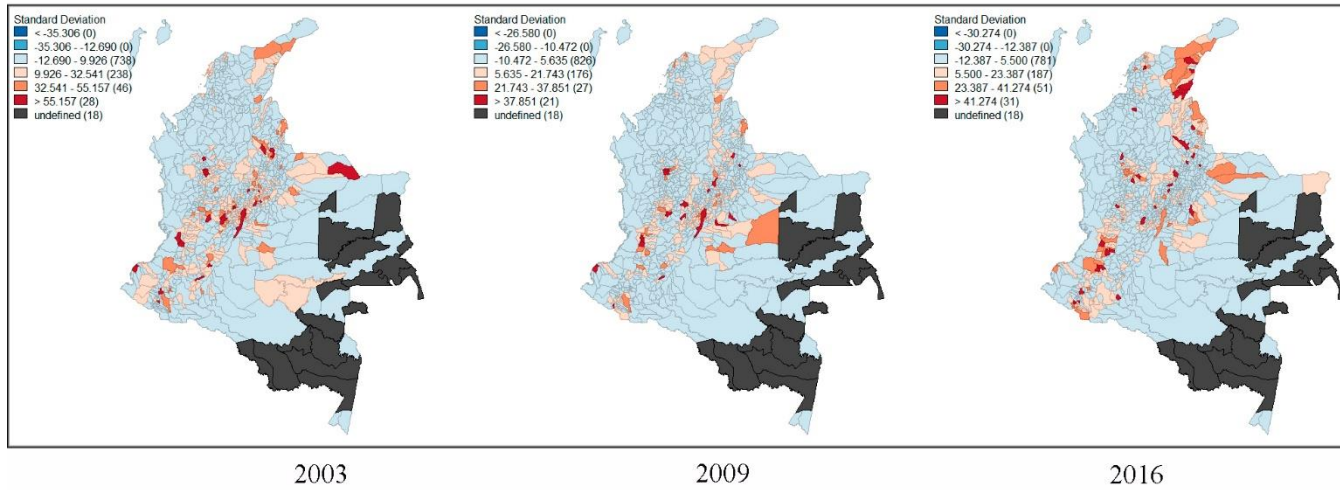 Standard Deviation
< -35.306 (0)
-35.306 - -12.690 (0)
-12.690 - 9.926 (738)
9.926 - 32.541 (238)
32.541 - 55.157 (46)
> 55.157 (28)
undefined (18)
Standard Deviation
< -26.580 (0)
-26.580 - -10.472 (0)
-10.472 - 5.635 (826)
5.635 - 21.743 (176)
21.743 - 37.851 (27)
> 37.851 (21)
undefined (18)
Standard Deviation
< -30.274 (0)
-30.274 - -12.387 (0)
-12.387 - 5.500 (781)
5.500 - 23.387 (187)
23.387 - 41.274 (51)
> 41.274 (31)
undefined (18)
2003
2009
2016